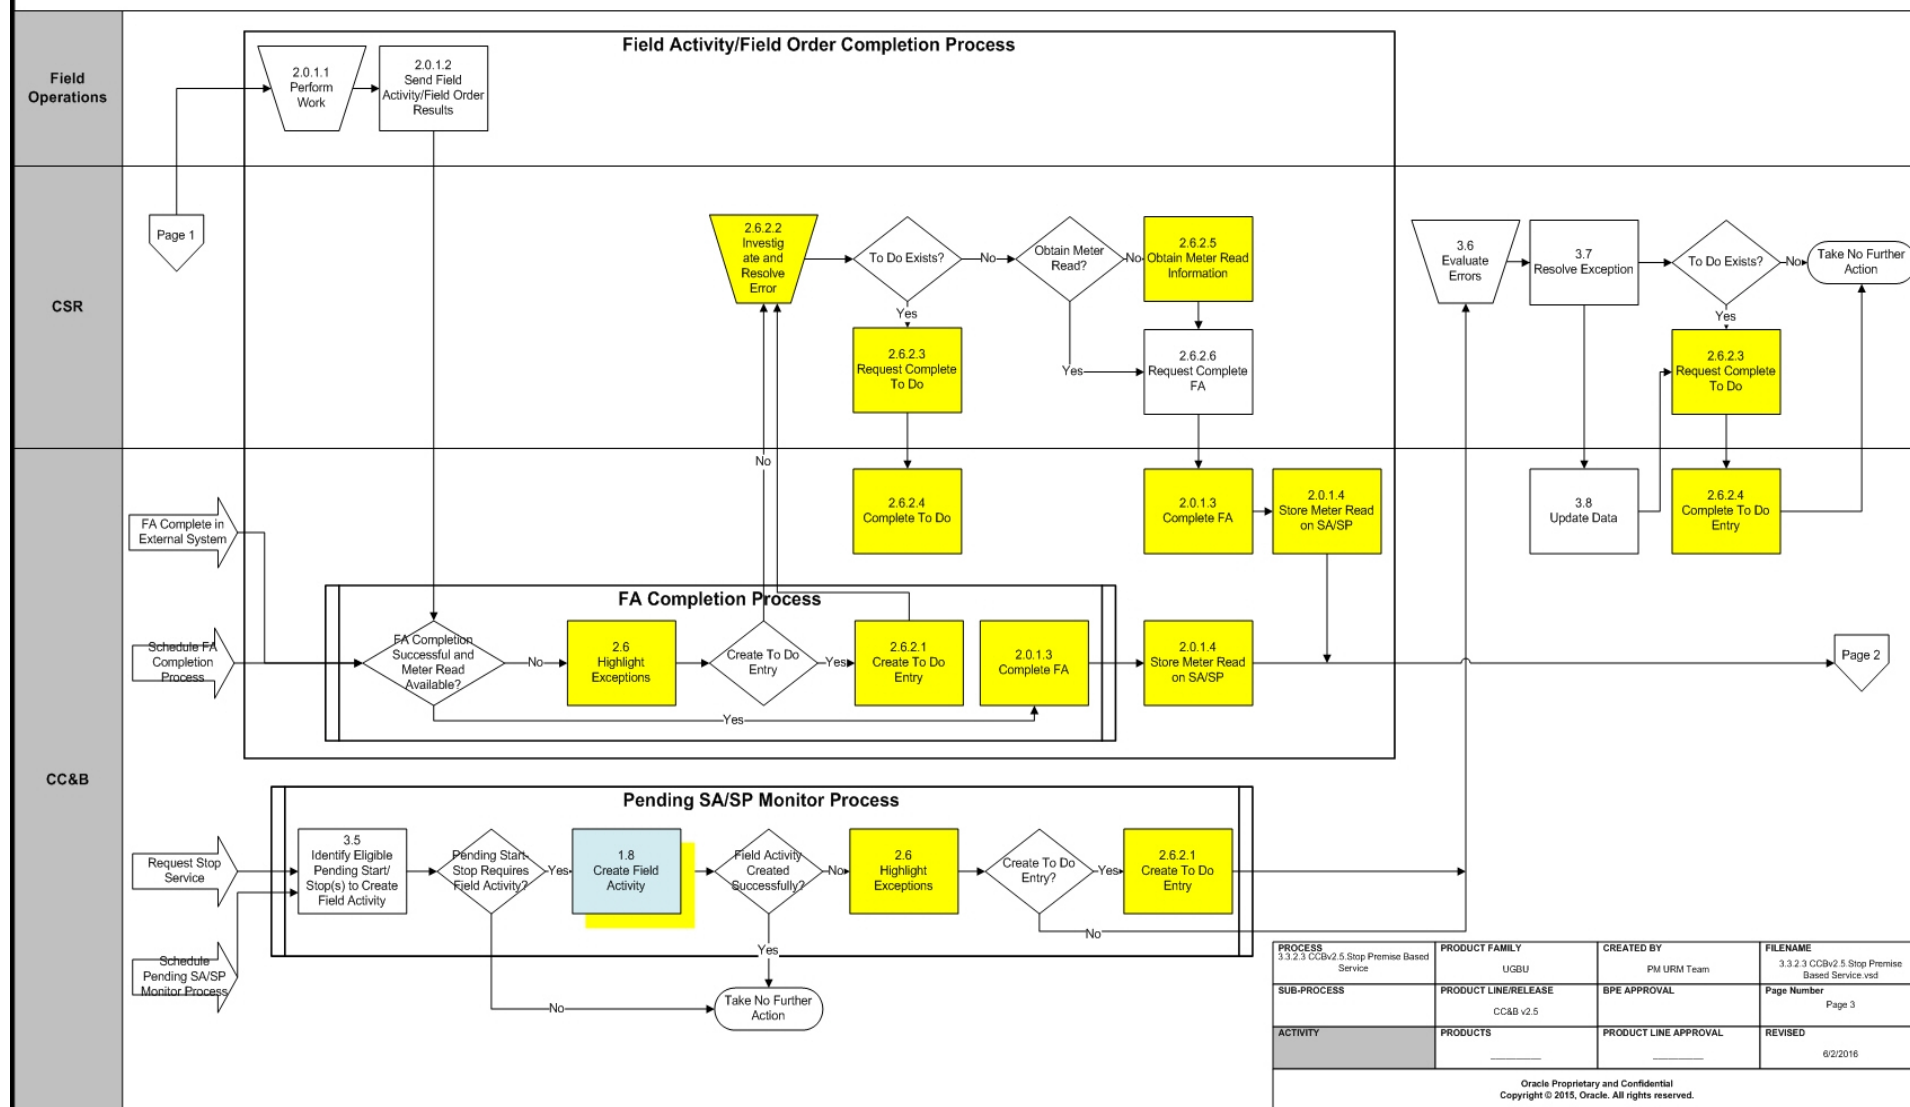 Field Activity/Field Order Completion Process
Field
Operations
2.0.1.1
Perform
Work
2.0.1.2
Send Field
Activity/Field Order
Results
CSR
Page 1
2.6.2.2
Investig
ate and
Resolve
Error
To Do Exists?
No
Obtain Meter
Read?
No
2.6.2.5
Obtain Meter Read
Information
Yes
2.6.2.3
Request Complete
To Do
Yes
2.6.2.6
Request Complete
FA
3.6
Evaluate
Errors
3.7
Resolve Exception
To Do Exists?
No
Take No Further
Action
Yes
2.6.2.3
Request Complete
To Do
CC&B
No
2.6.2.4
Complete To Do
2.0.1.3
Complete FA
2.0.1.4
Store Meter Read
on SA/SP
3.8
Update Data
2.6.2.4
Complete To Do
Entry
FA Complete in
External System
Schedule FA
Completion
Process
FA Completion Process
FA Completion
Successful and
Meter Read
Available?
No
2.6
Highlight
Exceptions
Create To Do
Entry
Yes
2.6.2.1
Create To Do
Entry
2.0.1.3
Complete FA
2.0.1.4
Store Meter Read
on SA/SP
Yes
Page 2
Pending SA/SP Monitor Process
Request Stop
Service
Schedule
Pending SA/SP
Monitor Process
3.5
Identify Eligible
Pending Start/
Stop(s) to Create
Field Activity
Pending Start-
Stop Requires
Field Activity?
Yes
1.8
Create Field
Activity
Field Activity
Created
Successfully?
No
2.6
Highlight
Exceptions
Create To Do
Entry?
Yes
2.6.2.1
Create To Do
Entry
No
Yes
No
Take No Further
Action
PROCESS
3.3.2.3 CCBv2.5.Stop Premise Based
Service
PRODUCT FAMILY
UGBU
CREATED BY
PM URM Team
FILENAME
3.3.2.3 CCBv2.5.Stop Premise
Based Service.vsd
SUB-PROCESS
PRODUCT LINE/RELEASE
CC&B v2.5
BPE APPROVAL
Page Number
Page 3
ACTIVITY
PRODUCTS
PRODUCT LINE APPROVAL
REVISED
6/2/2016
Oracle Proprietary and Confidential
Copyright © 2015, Oracle. All rights reserved.